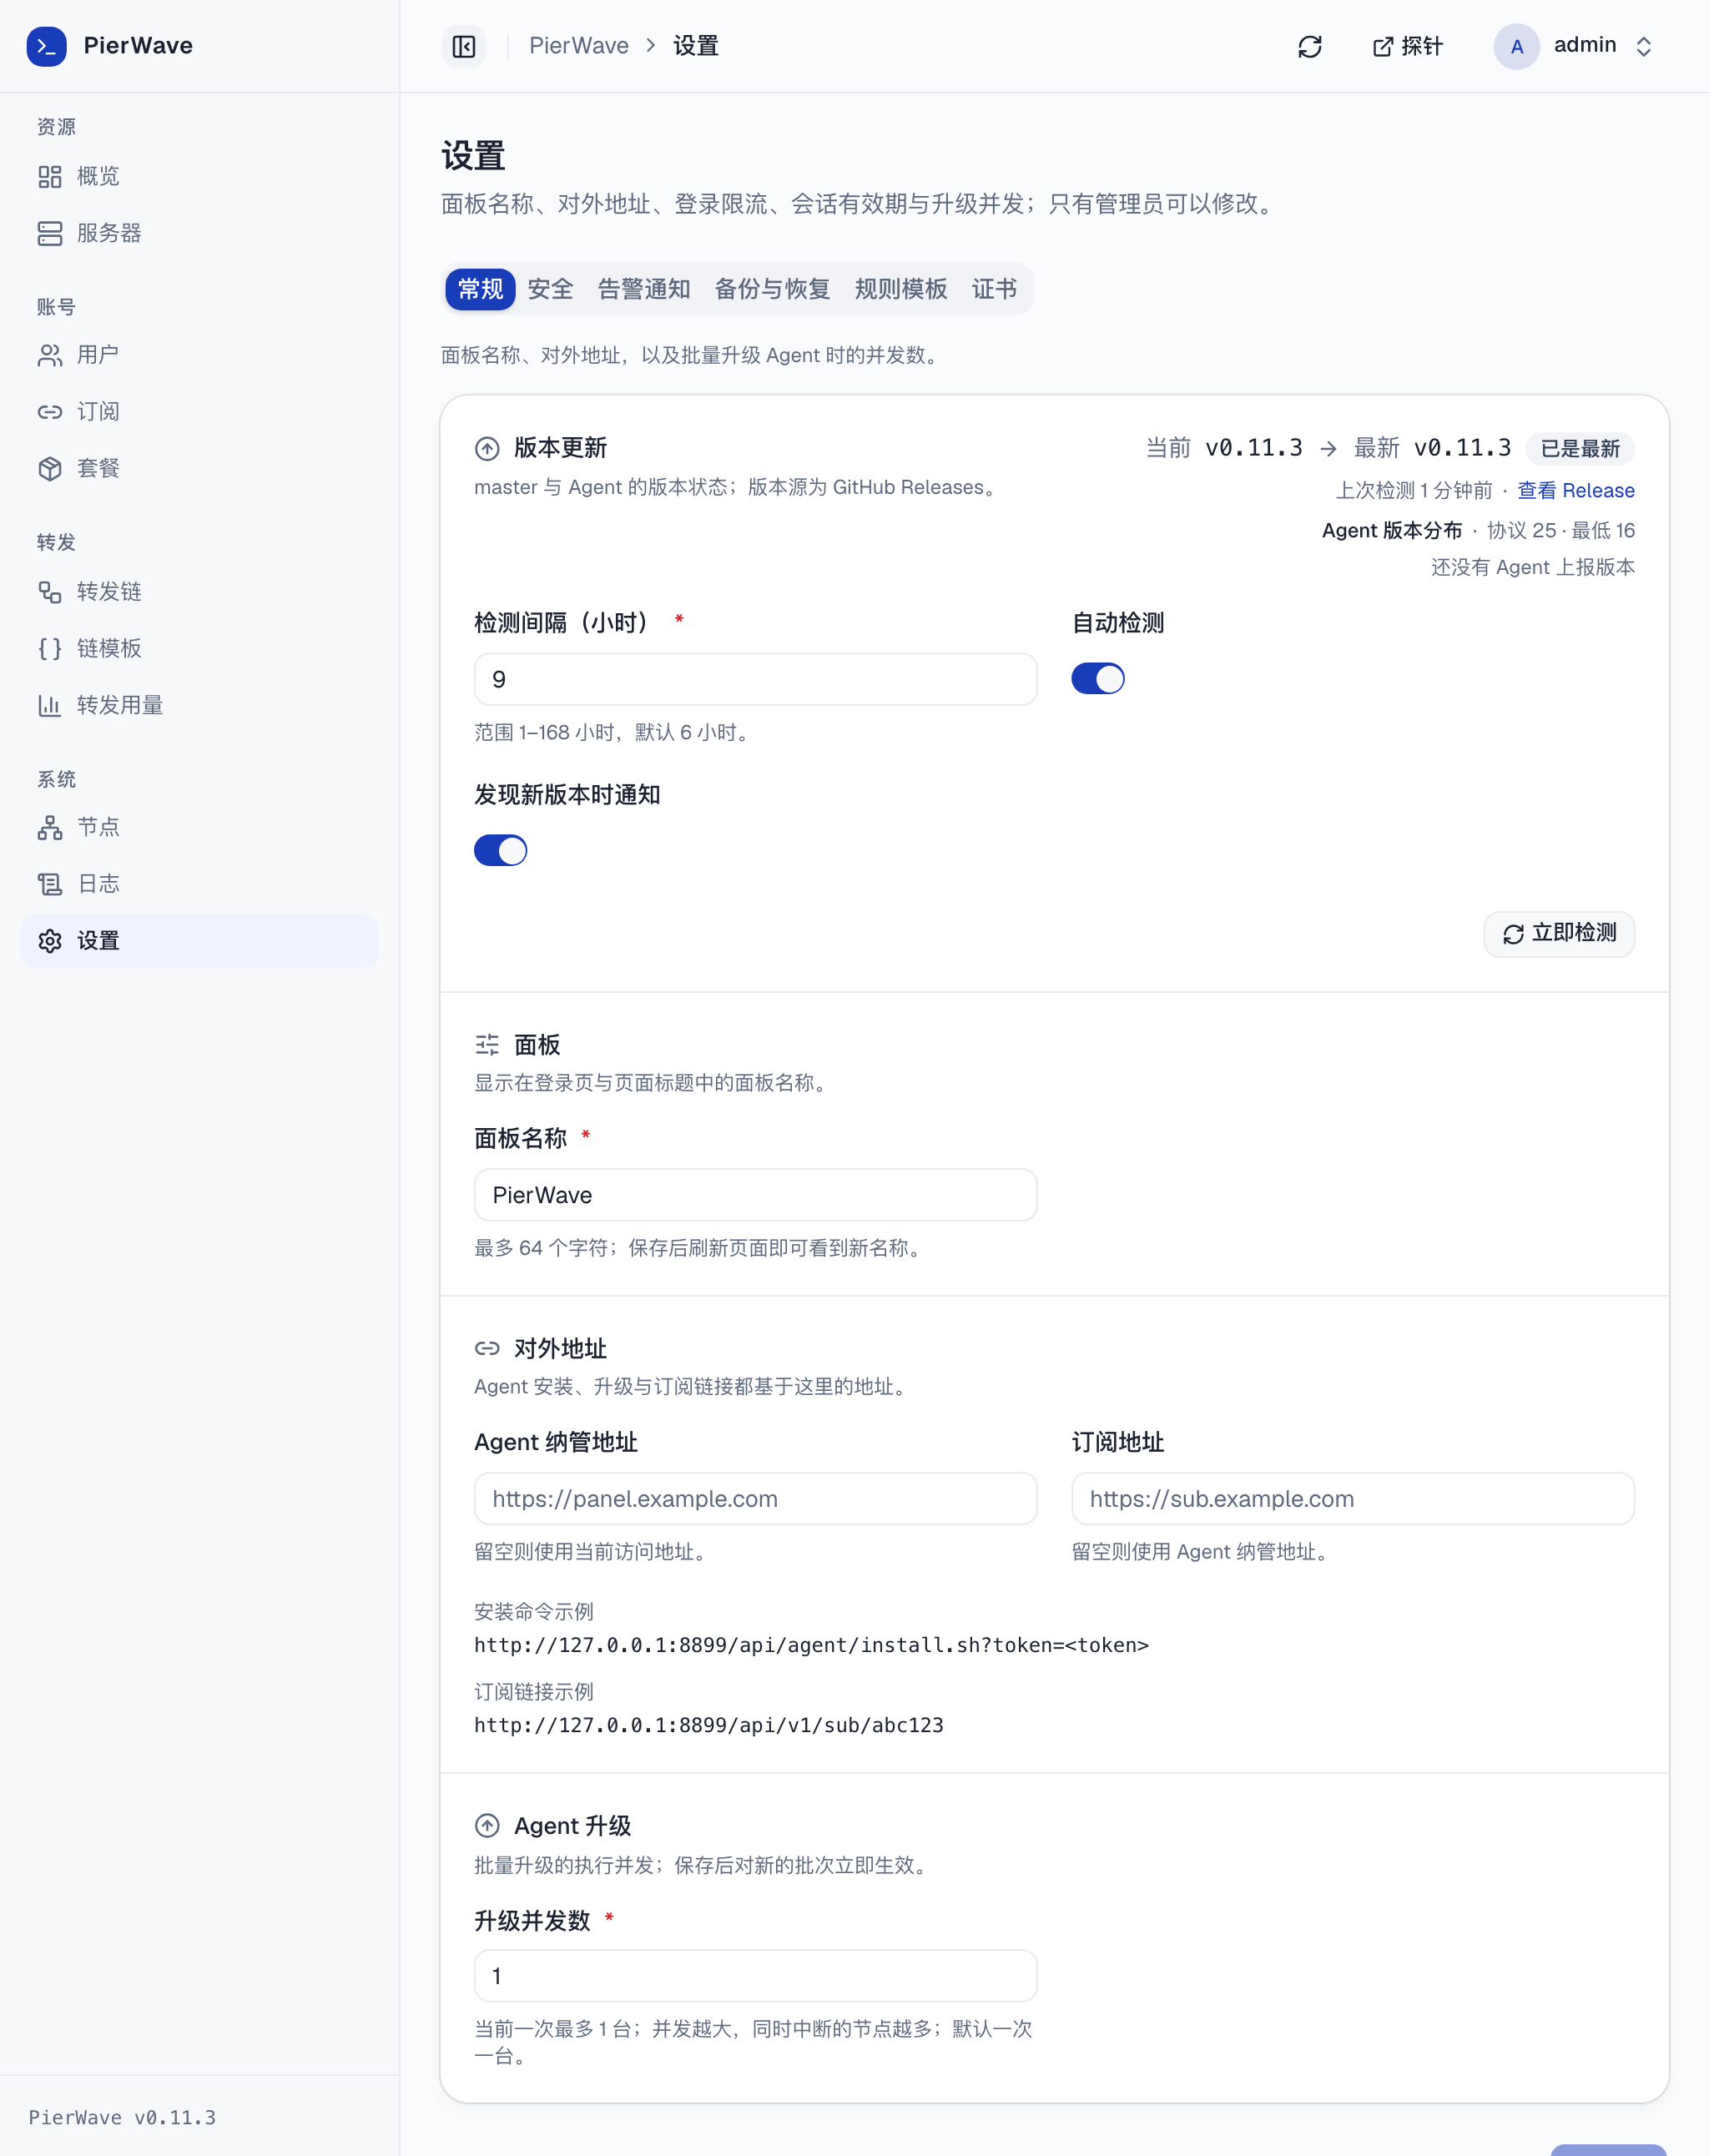 PierWave
PierWave > 设置
探针
A admin
资源
概览
服务器
账号
用户
订阅
套餐
转发
转发链
链模板
转发用量
系统
节点
日志
设置
PierWave v0.11.3
设置
面板名称、对外地址、登录限流、会话有效期与升级并发；只有管理员可以修改。
常规 安全 告警通知 备份与恢复 规则模板 证书
面板名称、对外地址，以及批量升级 Agent 时的并发数。
版本更新
master 与 Agent 的版本状态；版本源为 GitHub Releases。
当前 v0.11.3 → 最新 v0.11.3 已是最新
上次检测 1 分钟前 · 查看 Release
Agent 版本分布 · 协议 25 · 最低 16
还没有 Agent 上报版本
检测间隔（小时） *
9
范围 1–168 小时，默认 6 小时。
自动检测
发现新版本时通知
立即检测
面板
显示在登录页与页面标题中的面板名称。
面板名称 *
PierWave
最多 64 个字符；保存后刷新页面即可看到新名称。
对外地址
Agent 安装、升级与订阅链接都基于这里的地址。
Agent 纳管地址
https://panel.example.com
留空则使用当前访问地址。
订阅地址
https://sub.example.com
留空则使用 Agent 纳管地址。
安装命令示例
http://127.0.0.1:8899/api/agent/install.sh?token=<token>
订阅链接示例
http://127.0.0.1:8899/api/v1/sub/abc123
Agent 升级
批量升级的执行并发；保存后对新的批次立即生效。
升级并发数 *
1
当前一次最多 1 台；并发越大，同时中断的节点越多；默认一次
一台。